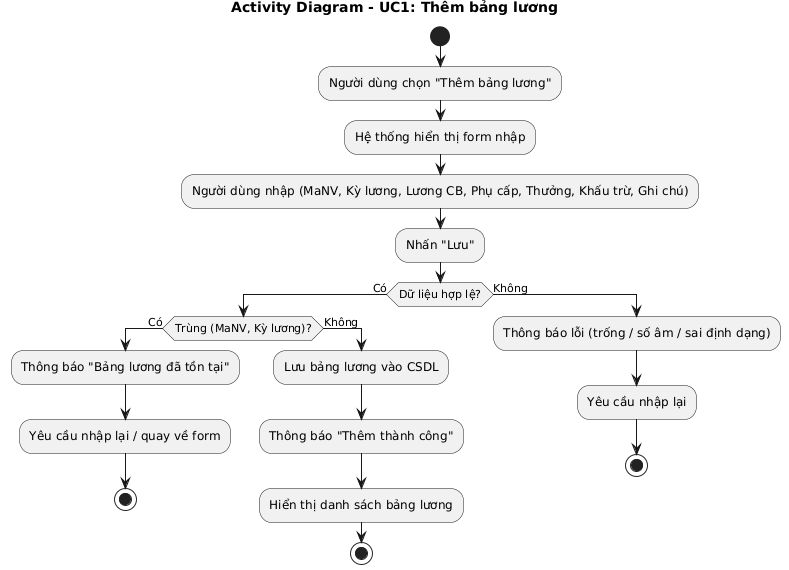 Activity Diagram - UC1: Thêm bảng lương
Người dùng chọn "Thêm bảng lương"
Hệ thống hiển thị form nhập
Người dùng nhập (MaNV, Kỳ lương, Lương CB, Phụ cấp, Thưởng, Khấu trừ, Ghi chú)
Nhấn "Lưu"
Dữ liệu hợp lệ?
Có
Không
Trùng (MaNV, Kỳ lương)?
Có
Không
Thông báo "Bảng lương đã tồn tại"
Yêu cầu nhập lại / quay về form
Lưu bảng lương vào CSDL
Thông báo "Thêm thành công"
Hiển thị danh sách bảng lương
Thông báo lỗi (trống / số âm / sai định dạng)
Yêu cầu nhập lại